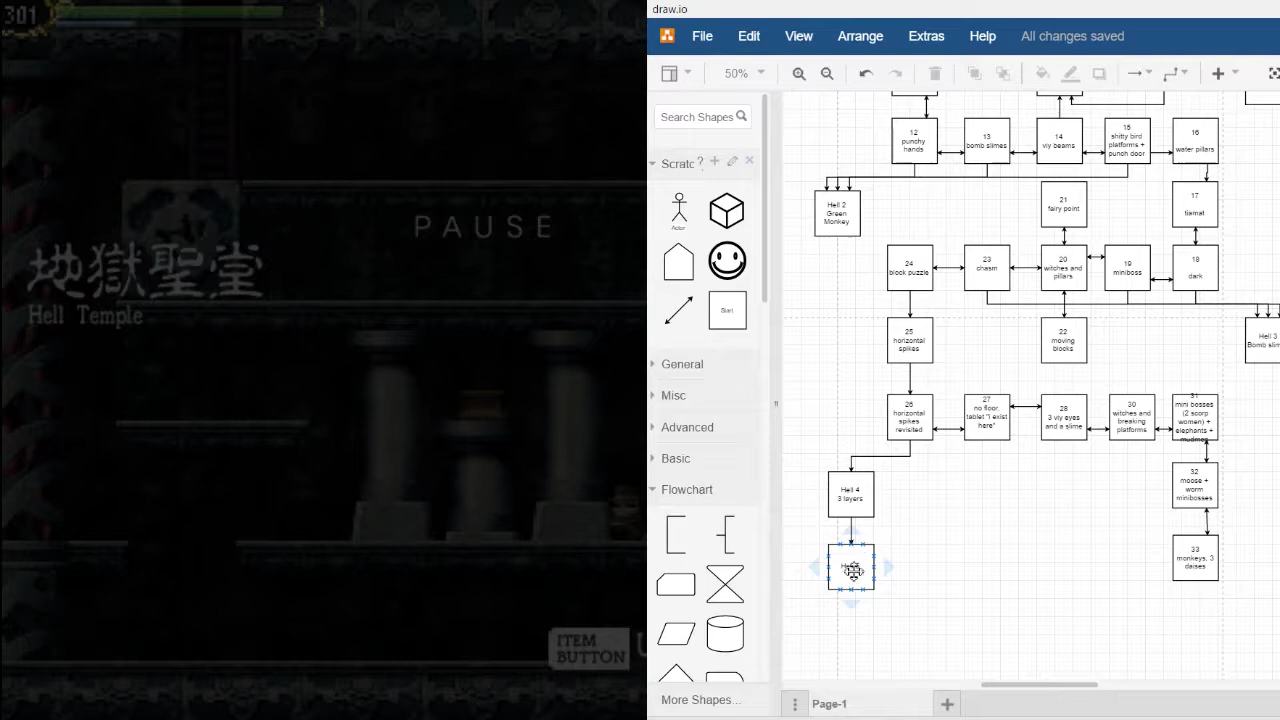 301
PAUSE
地獄聖堂
Hell Temple
ITEM
BUTTON
draw.io
File
Edit
View
Arrange
Extras
Help
All changes saved
50%
Search Shapes
Scratc
?
Actor
Start
General
Misc
Advanced
Basic
Flowchart
More Shapes...
12
punchy
hands
13
bomb slimes
14
viy beams
15
shitty bird
platforms +
punch door
16
water pillars
Hell 2
Green
Monkey
21
fairy point
17
tiamat
24
block puzzle
23
chasm
20
witches and
pillars
19
miniboss
18
dark
25
horizontal
spikes
22
moving
blocks
Hell 3
26
horizontal
spikes
revisited
27
no floor,
tablet "I exist
here"
28
3 viy eyes
and a slime
30
witches and
breaking
platforms
31
mini bosses
(2 scorp
women) +
elephants +
Hell 4
3 layers
32
moose +
worm
minibosses
33
monkeys, 3
daises
Page-1